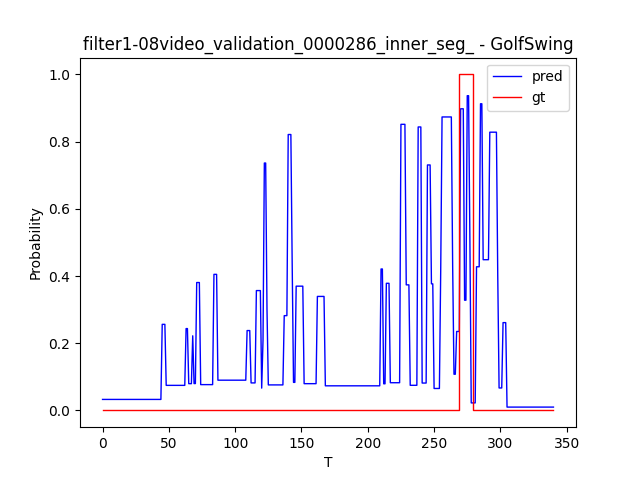 filter1-08video_validation_0000286_inner_seg_ - GolfSwing
pred
gt
Probability
1.0
0.8
0.6
0.4
0.2
0.0
0 50 100 150 200 250 300 350
T